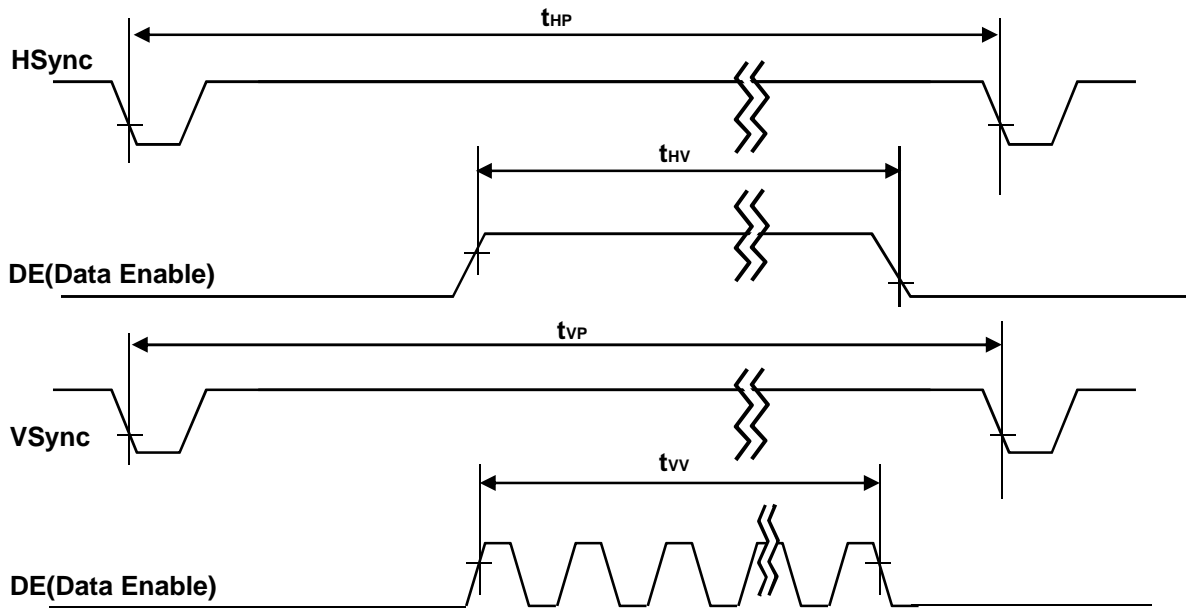 tHP
HSync
tHV
DE(Data Enable)
tVP
VSync
tVV
DE(Data Enable)